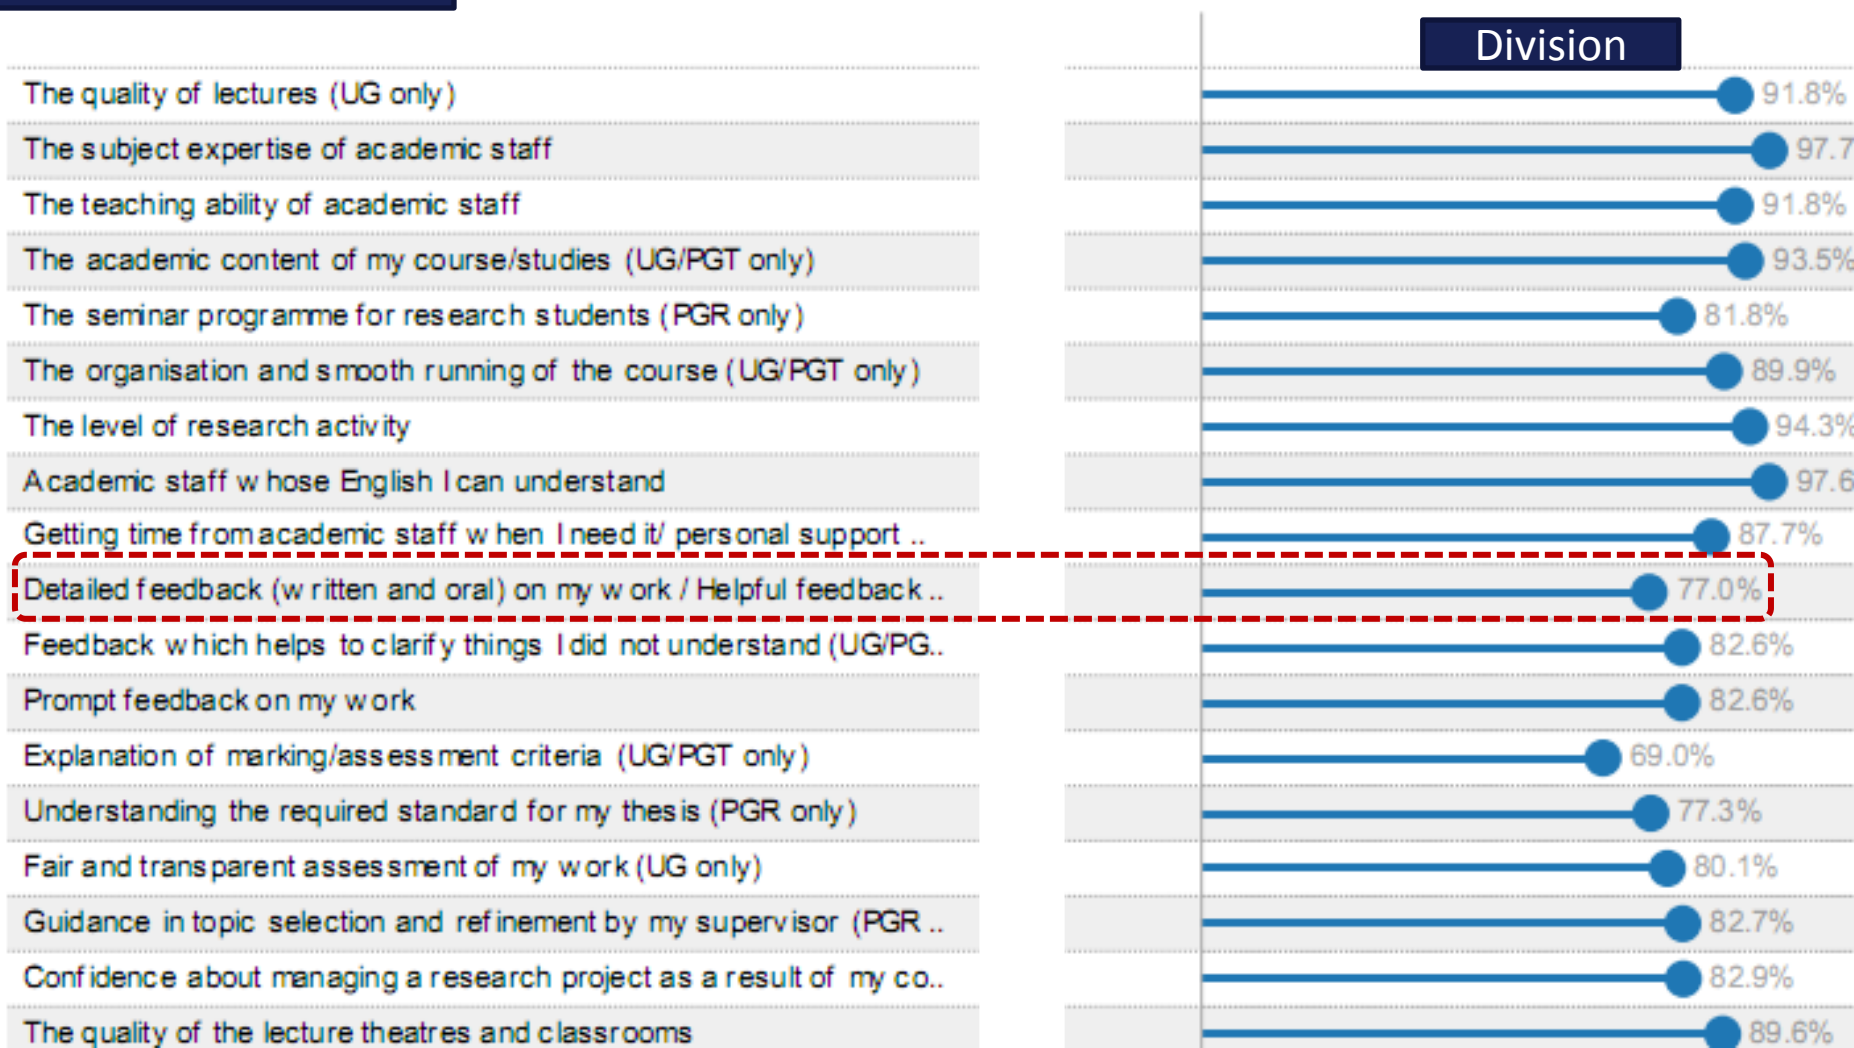 Division
The quality of lectures (UG only) 91.8%
The subject expertise of academic staff 97.7
The teaching ability of academic staff 91.8%
The academic content of my course/studies (UG/PGT only) 93.5%
The seminar programme for research students (PGR only) 81.8%
The organisation and smooth running of the course (UG/PGT only) 89.9%
The level of research activity 94.3%
Academic staff whose English I can understand 97.6
Getting time from academic staff when I need it/ personal support .. 87.7%
Detailed feedback (written and oral) on my work / Helpful feedback .. 77.0%
Feedback which helps to clarify things I did not understand (UG/PG.. 82.6%
Prompt feedback on my work 82.6%
Explanation of marking/assessment criteria (UG/PGT only) 69.0%
Understanding the required standard for my thesis (PGR only) 77.3%
Fair and transparent assessment of my work (UG only) 80.1%
Guidance in topic selection and refinement by my supervisor (PGR .. 82.7%
Confidence about managing a research project as a result of my co.. 82.9%
The quality of the lecture theatres and classrooms 89.6%